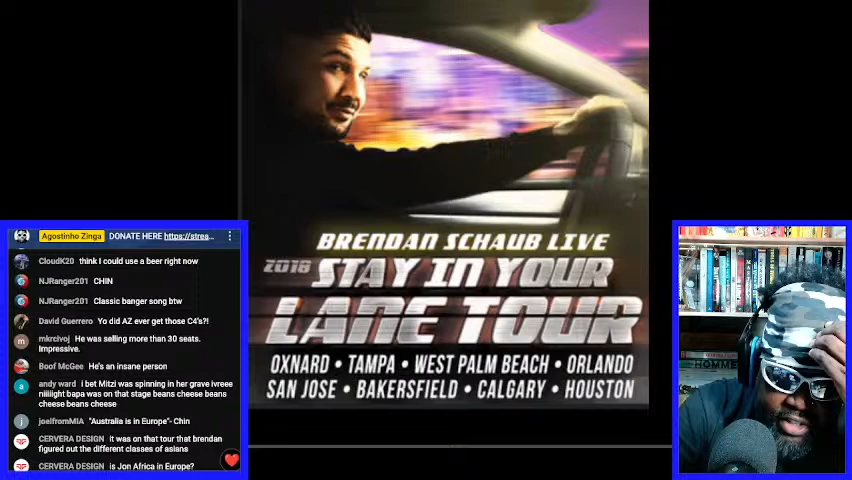 BRENDAN SCHAUB LIVE
2018 STAY IN YOUR
LANE TOUR
OXNARD • TAMPA • WEST PALM BEACH • ORLANDO
SAN JOSE • BAKERSFIELD • CALGARY • HOUSTON
Agostinho Zinga DONATE HERE https://strea...
CloudK20 think I could use a beer right now
NJRanger201 CHIN
NJRanger201 Classic banger song btw
David Guerrero Yo did AZ ever get those C4's?!
mkrcivoj He was selling more than 30 seats.
Impressive.
Boof McGee He's an insane person
andy ward i bet Mitzi was spinning in her grave ivreee
niiiiight bapa was on that stage beans cheese beans
cheese beans cheese
joelfromMIA "Australia is in Europe"- Chin
CERVERA DESIGN it was on that tour that brendan
figured out the different classes of asians
CERVERA DESIGN is Jon Africa in Europe?